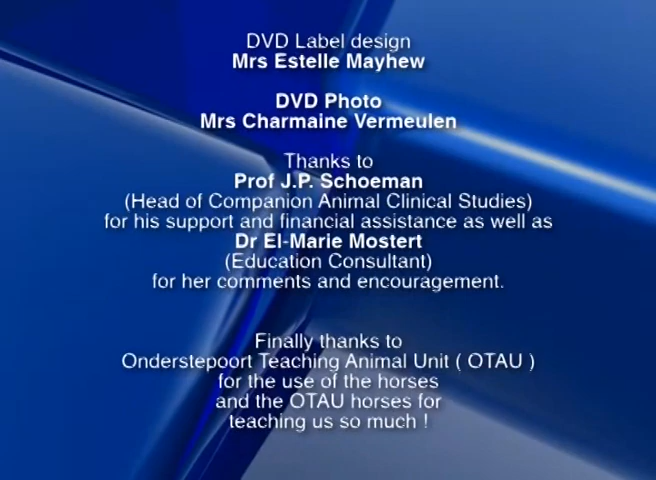 DVD Label design
Mrs Estelle Mayhew
DVD Photo
Mrs Charmaine Vermeulen
Thanks to
Prof J.P. Schoeman
(Head of Companion Animal Clinical Studies)
for his support and financial assistance as well as
Dr El-Marie Mostert
(Education Consultant)
for her comments and encouragement.
Finally thanks to
Onderstepoort Teaching Animal Unit ( OTAU )
for the use of the horses
and the OTAU horses for
teaching us so much !